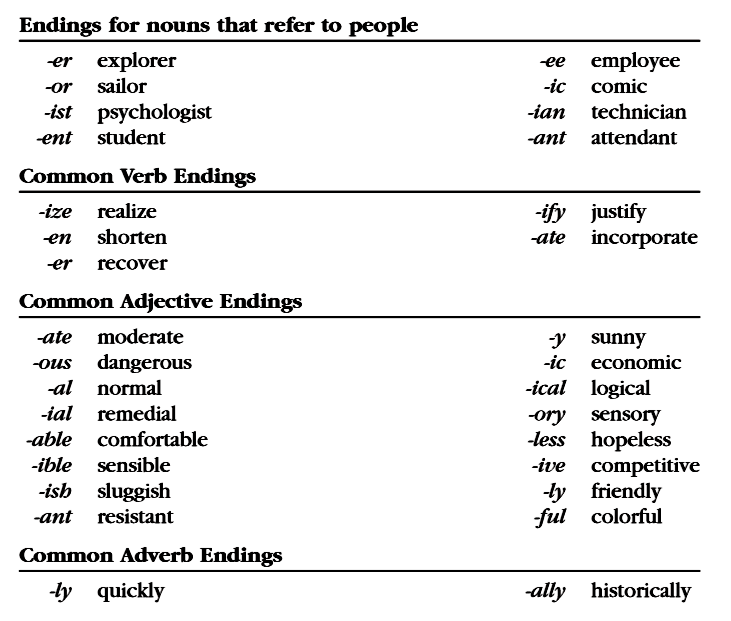 Endings for nouns that refer to people
-er explorer -ee employee
-or sailor -ic comic
-ist psychologist -ian technician
-ent student -ant attendant
Common Verb Endings
-ize realize -ify justify
-en shorten -ate incorporate
-er recover
Common Adjective Endings
-ate moderate -y sunny
-ous dangerous -ic economic
-al normal -ical logical
-ial remedial -ory sensory
-able comfortable -less hopeless
-ible sensible -ive competitive
-ish sluggish -ly friendly
-ant resistant -ful colorful
Common Adverb Endings
-ly quickly -ally historically